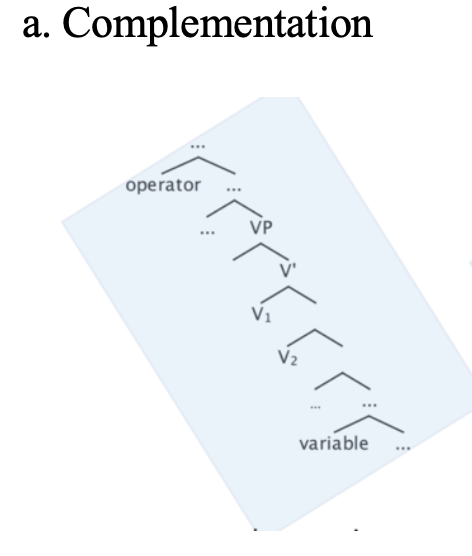 a. Complementation
...
operator ...
... VP
V'
V₁
V₂
... ...
variable ...